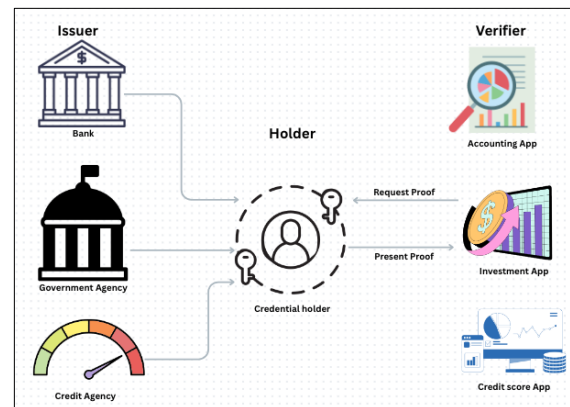 Issuer
Verifier
$
Bank
Accounting App
Holder
Request Proof
$
Present Proof
Government Agency
Investment App
Credential holder
Credit Agency
Credit score App